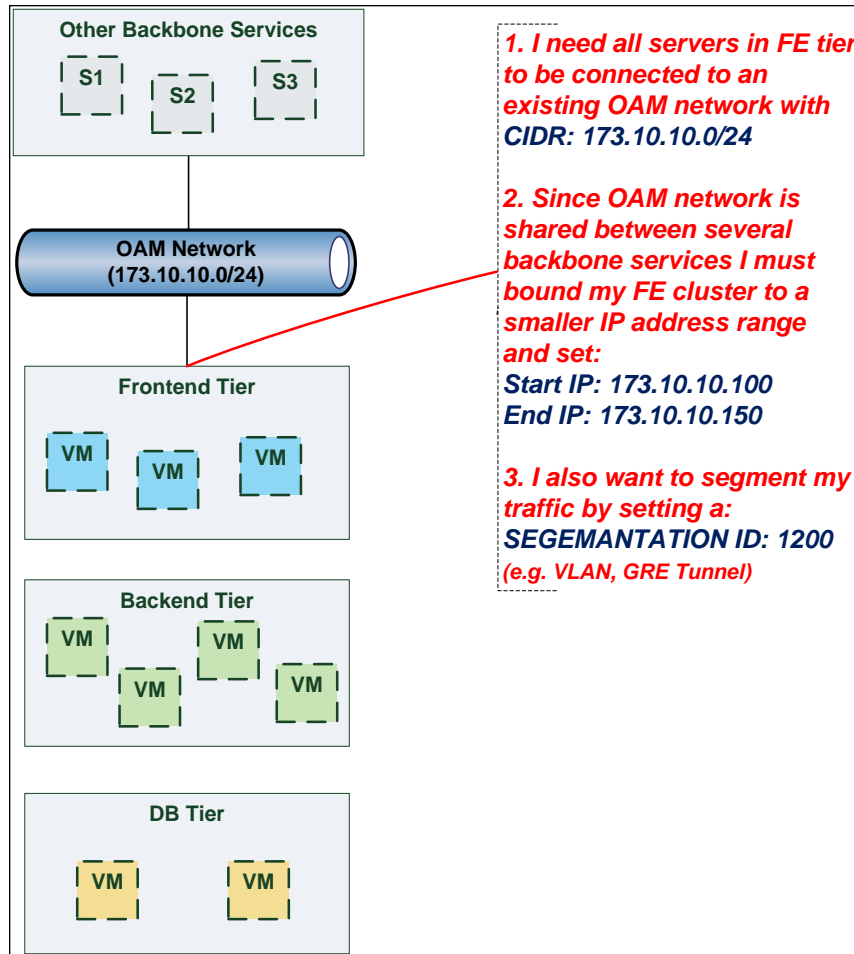 Other Backbone Services
S1
S2
S3
OAM Network
(173.10.10.0/24)
Frontend Tier
VM
VM
VM
Backend Tier
VM
VM
VM
VM
DB Tier
VM
VM
1. I need all servers in FE tier
to be connected to an
existing OAM network with
CIDR: 173.10.10.0/24
2. Since OAM network is
shared between several
backbone services I must
bound my FE cluster to a
smaller IP address range
and set:
Start IP: 173.10.10.100
End IP: 173.10.10.150
3. I also want to segment my
traffic by setting a:
SEGEMANTATION ID: 1200
(e.g. VLAN, GRE Tunnel)